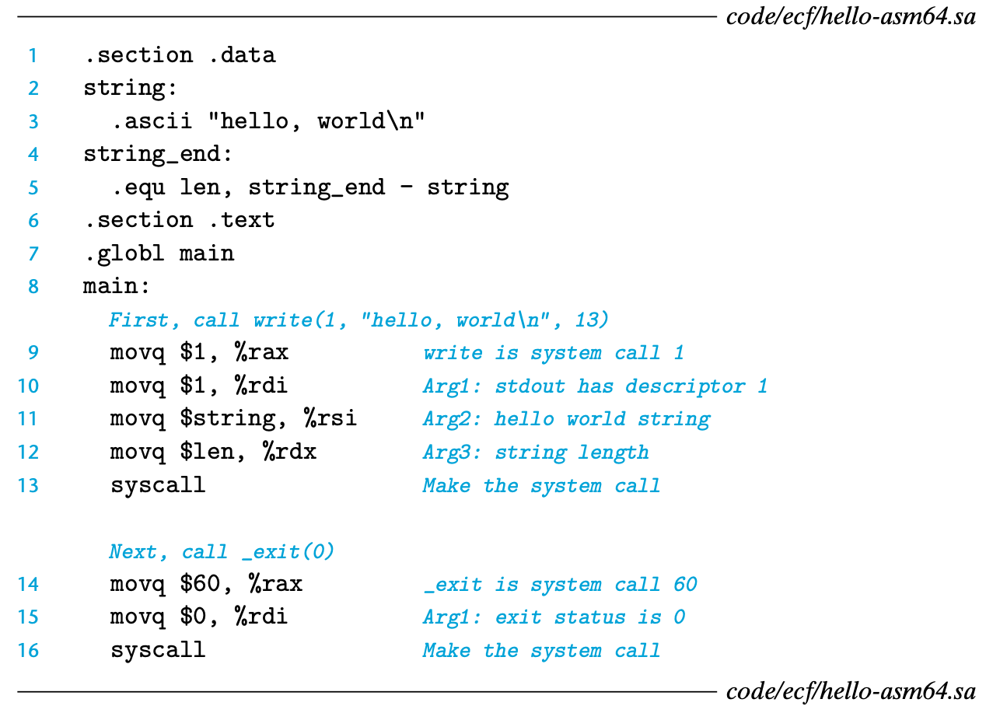 code/ecf/hello-asm64.sa
1 .section .data
2 string:
3 .ascii "hello, world\n"
4 string_end:
5 .equ len, string_end - string
6 .section .text
7 .globl main
8 main:
First, call write(1, "hello, world\n", 13)
9 movq $1, %rax write is system call 1
10 movq $1, %rdi Arg1: stdout has descriptor 1
11 movq $string, %rsi Arg2: hello world string
12 movq $len, %rdx Arg3: string length
13 syscall Make the system call
Next, call _exit(0)
14 movq $60, %rax _exit is system call 60
15 movq $0, %rdi Arg1: exit status is 0
16 syscall Make the system call
code/ecf/hello-asm64.sa